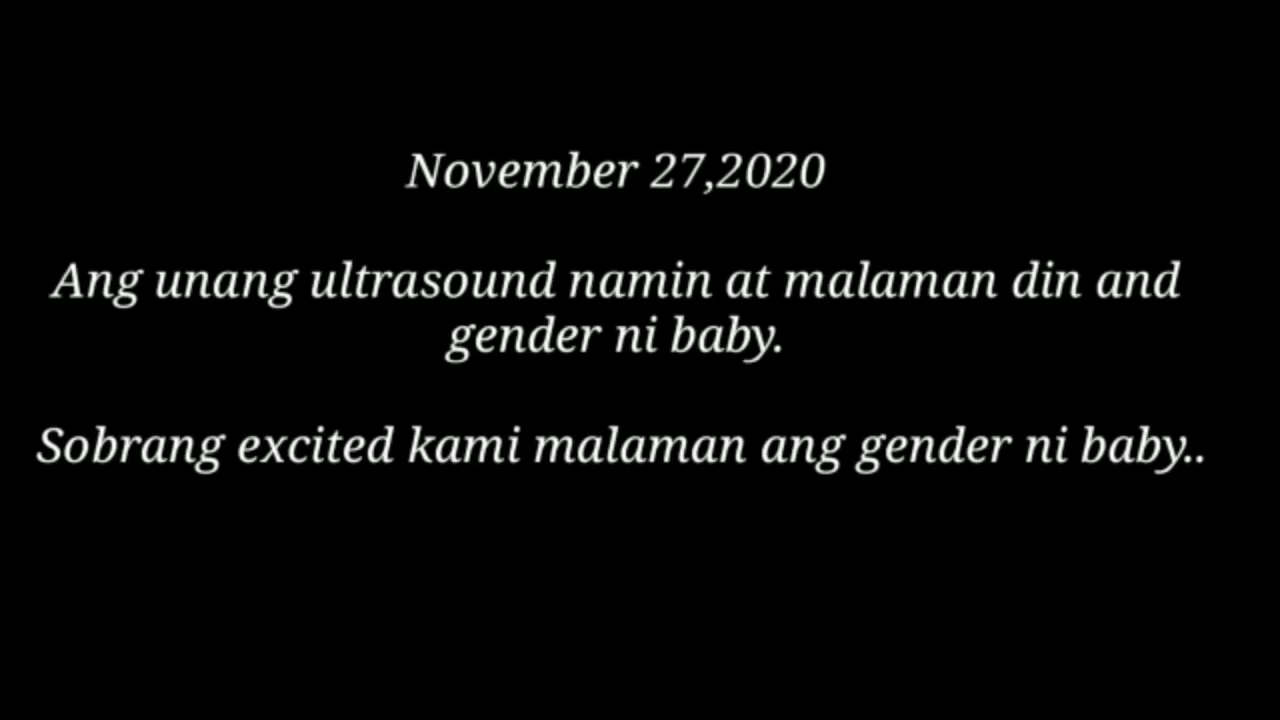 November 27,2020
Ang unang ultrasound namin at malaman din and
gender ni baby.
Sobrang excited kami malaman ang gender ni baby..